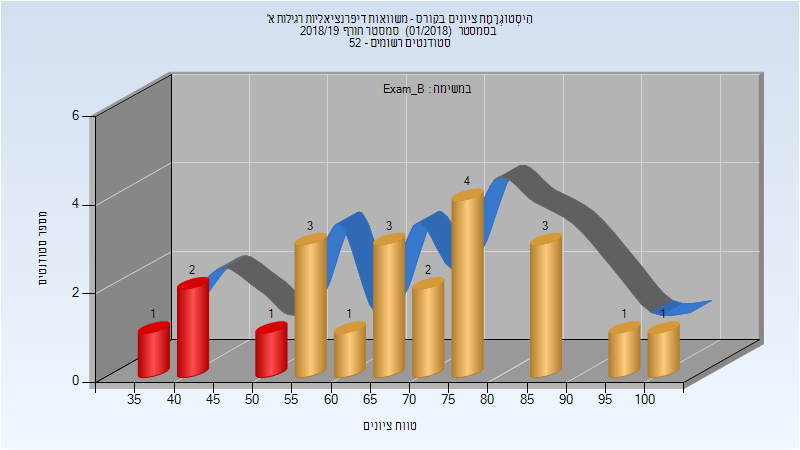 היסטוגרמת ציונים בקורס - משוואות דיפרנציאליות רגילות א'
בסמסטר (01/2018) סמסטר חורף 2018/19
סטודנטים רשומים - 52
במשימה : Exam_B
מספר סטודנטים
6
4
2
0
1
2
1
3
1
3
2
4
3
1
1
35 40 45 50 55 60 65 70 75 80 85 90 95 100
טווח ציונים